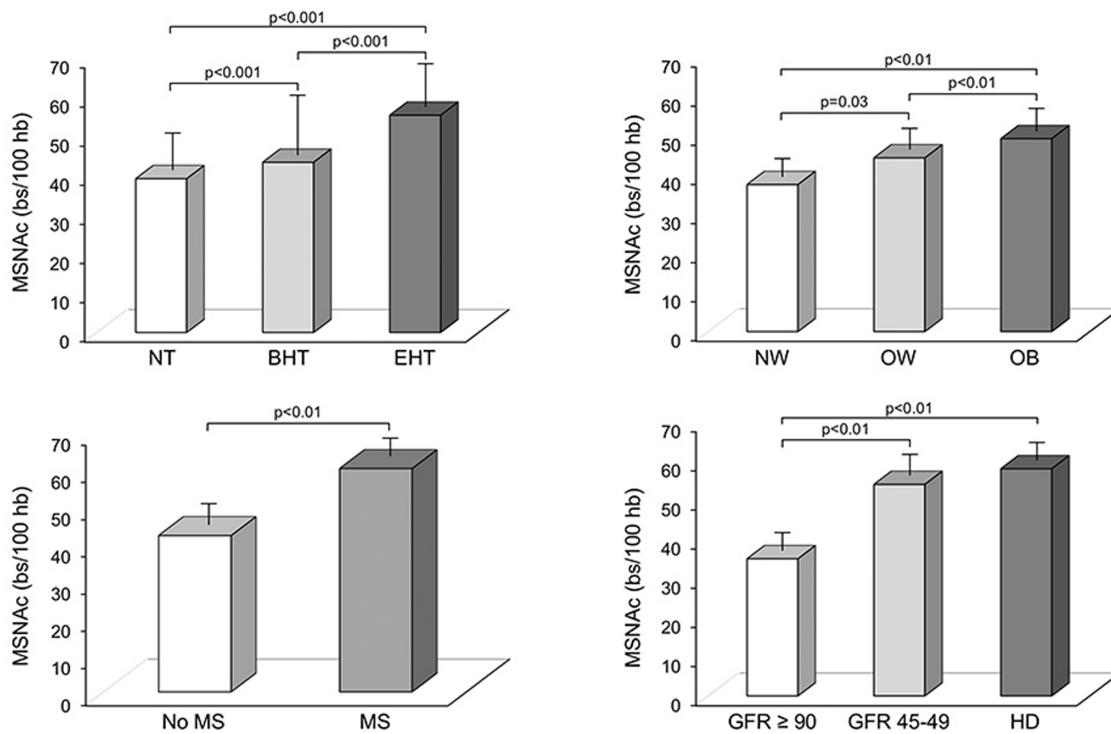 p<0.001
p<0.001
p<0.001
MSNAc (bs/100 hb)
70
60
50
40
30
20
10
0
NT BHT EHT
p<0.01
p<0.01
p=0.03
MSNAc (bs/100 hb)
70
60
50
40
30
20
10
0
NW OW OB
p<0.01
MSNAc (bs/100 hb)
70
60
50
40
30
20
10
0
No MS MS
p<0.01
p<0.01
MSNAc (bs/100 hb)
70
60
50
40
30
20
10
0
GFR ≥ 90 GFR 45-49 HD